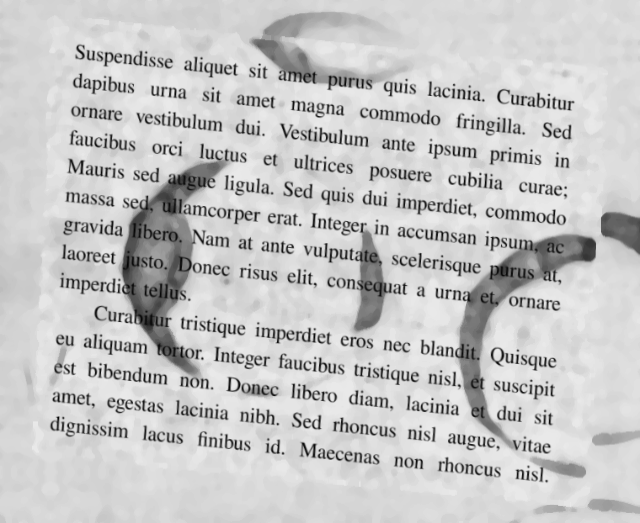 Suspendisse aliquet sit amet purus quis lacinia. Curabitur
dapibus urna sit amet magna commodo fringilla. Sed
ornare vestibulum dui. Vestibulum ante ipsum primis in
faucibus orci luctus et ultrices posuere cubilia curae;
Mauris sed augue ligula. Sed quis dui imperdiet, commodo
massa sed, ullamcorper erat. Integer in accumsan ipsum, ac
gravida libero. Nam at ante vulputate, scelerisque purus at,
laoreet justo. Donec risus elit, consequat a urna et, ornare
imperdiet tellus.
Curabitur tristique imperdiet eros nec blandit. Quisque
eu aliquam tortor. Integer faucibus tristique nisl, et suscipit
est bibendum non. Donec libero diam, lacinia et dui sit
amet, egestas lacinia nibh. Sed rhoncus nisl augue, vitae
dignissim lacus finibus id. Maecenas non rhoncus nisl.